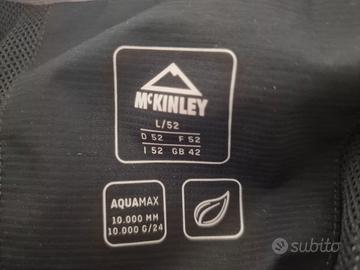 McKINLEY
L/52
D 52 F 52
I 52 GB 42
AQUAMAX
10.000 MM
10.000 G/24
subito